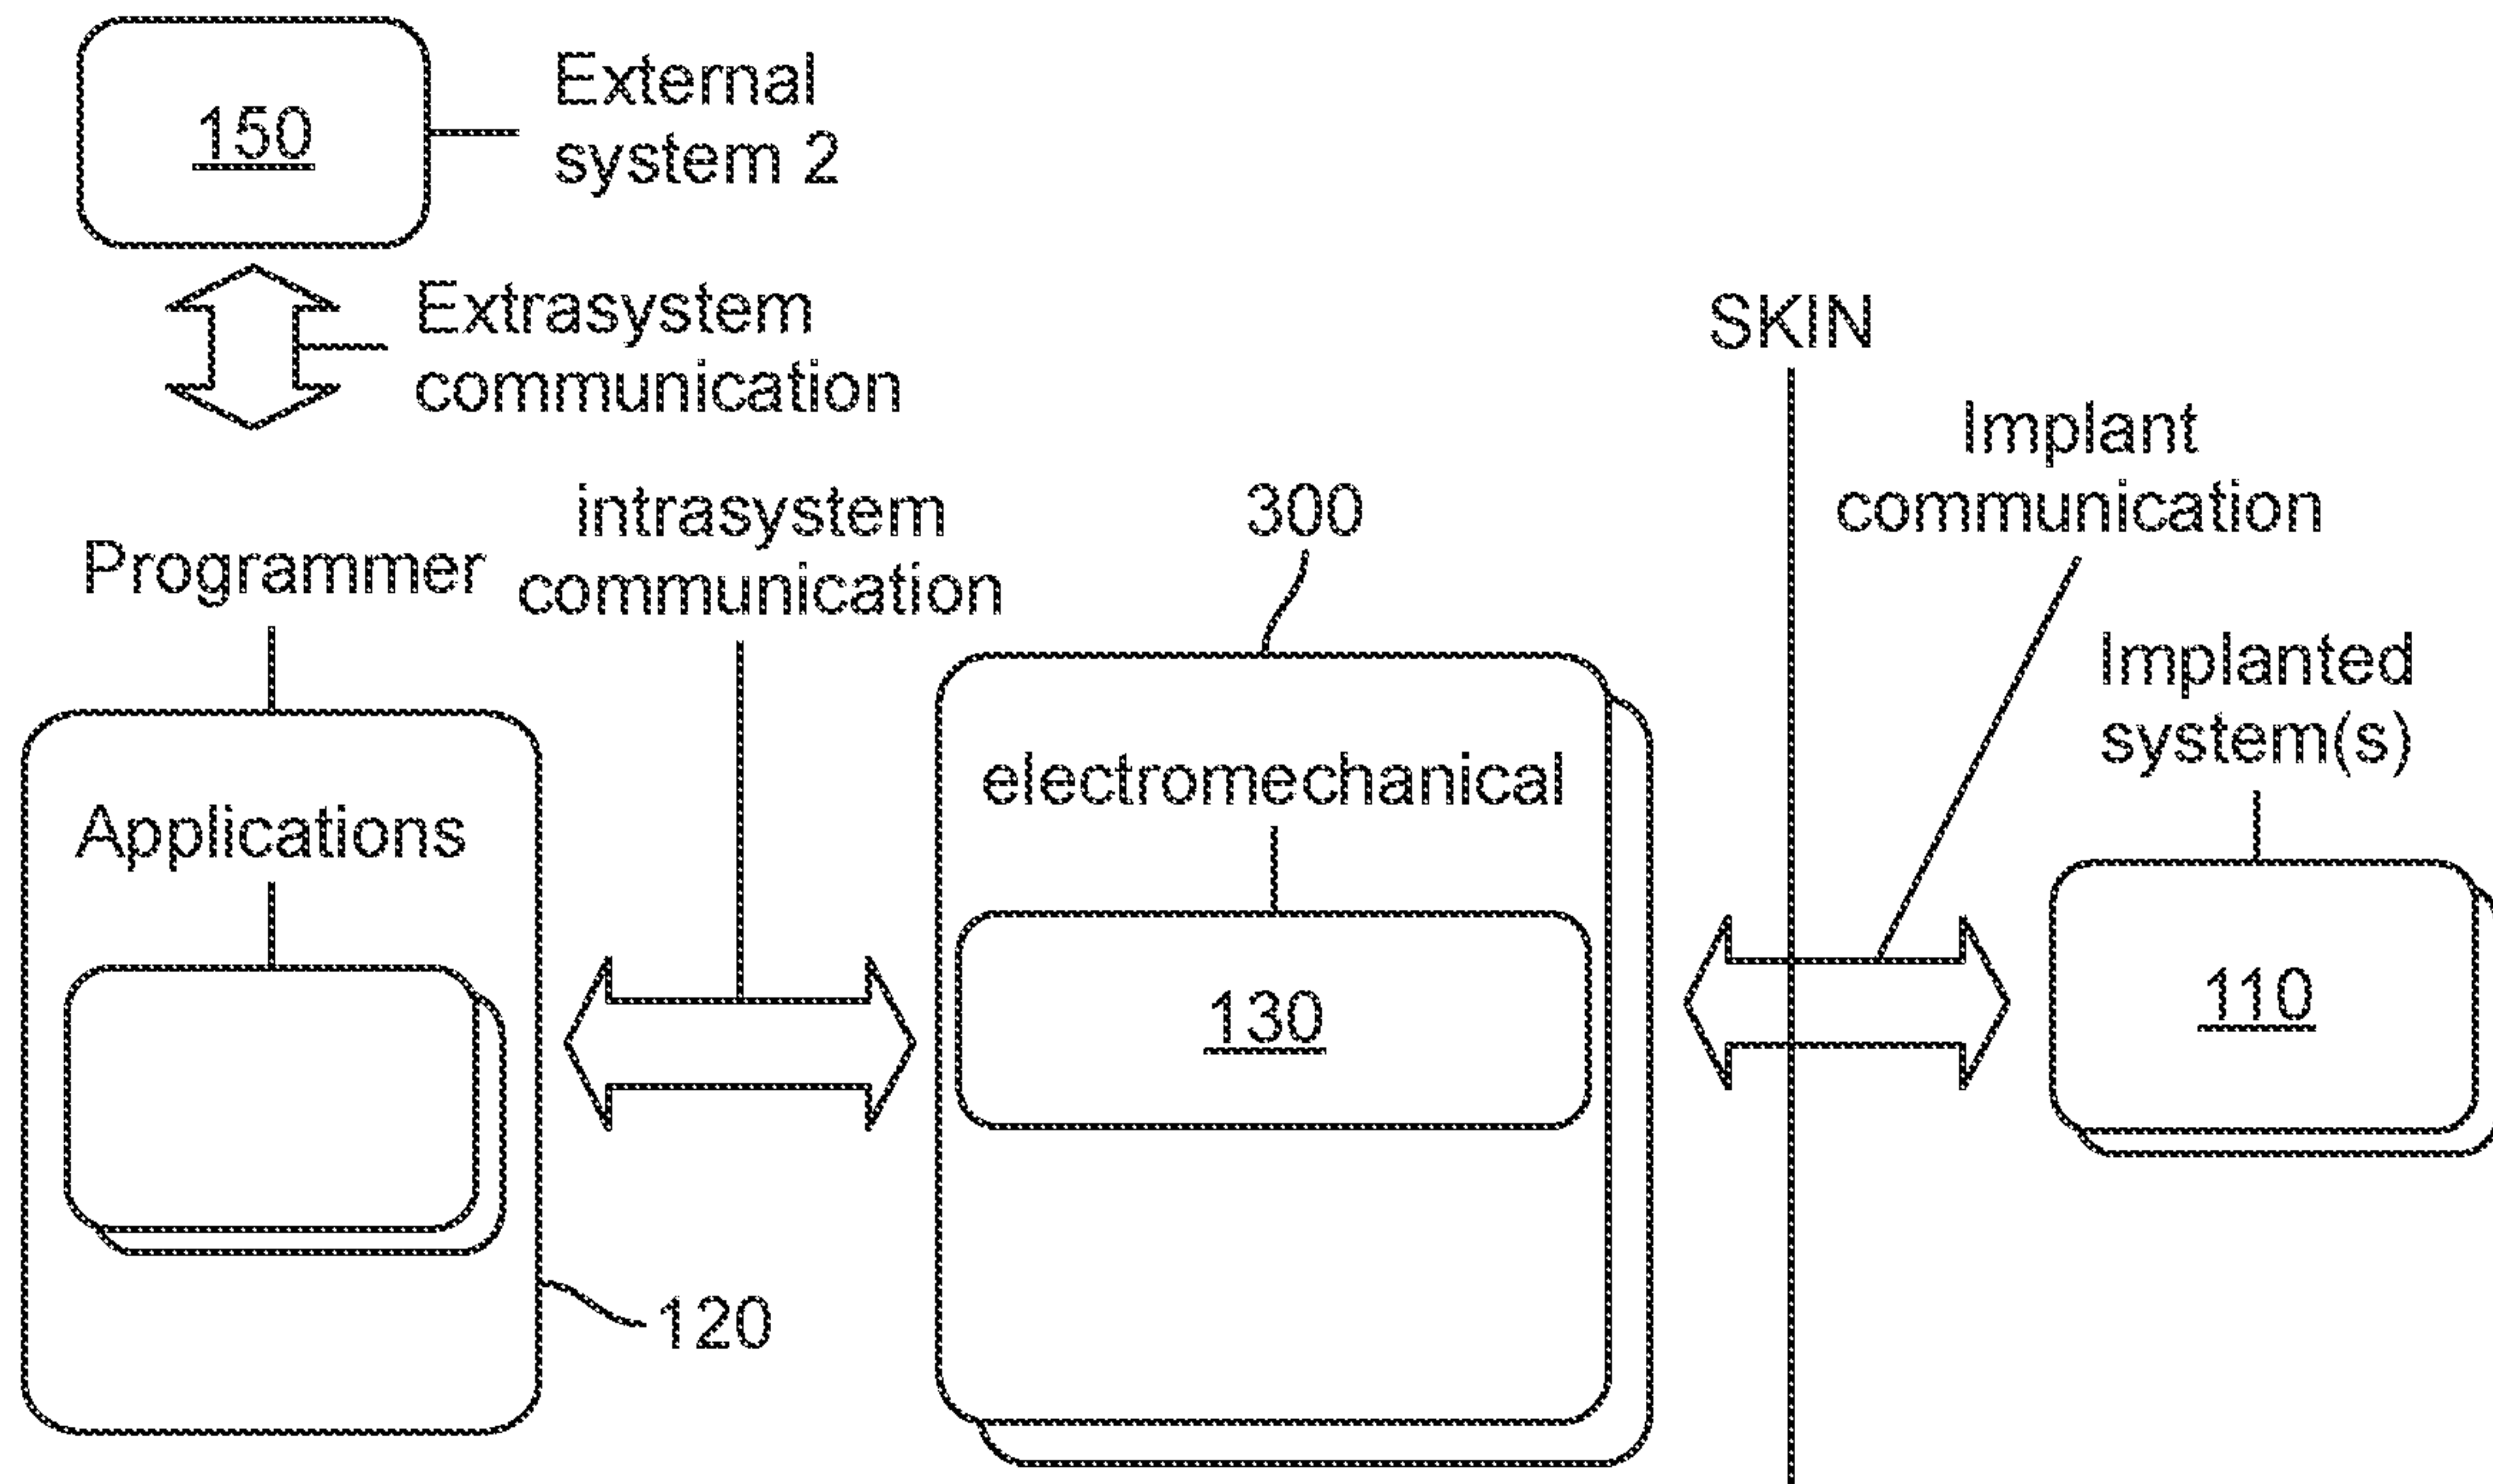 150
External
system 2
Extrasystem
communication
SKIN
Implant
communication
intrasystem
communication
300
Programmer
Implanted
system(s)
electromechanical
Applications
130
110
120